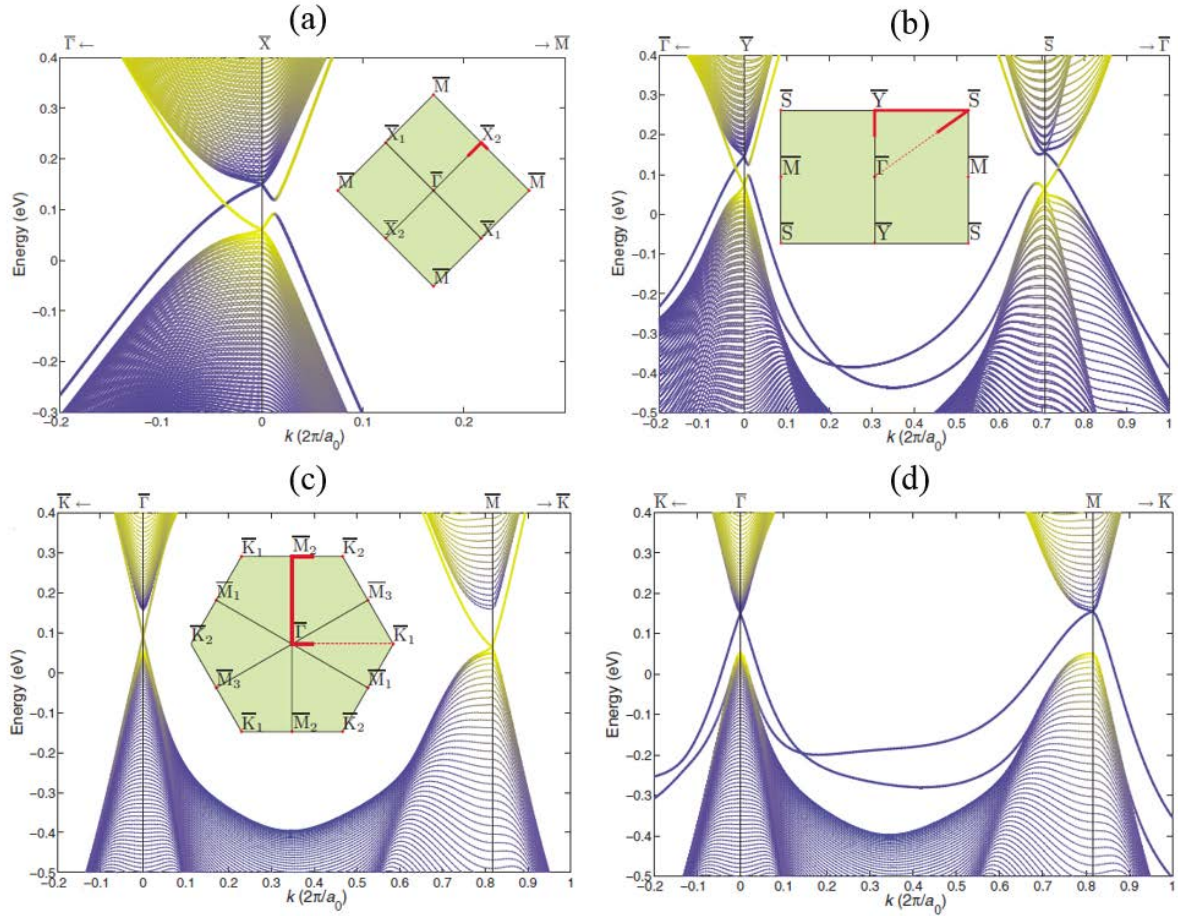 (a)
Γ̅ ← X̅ → M̅
Energy (eV)
0.4
0.3
0.2
0.1
0
−0.1
−0.2
−0.3
−0.2 −0.1 0 0.1 0.2
k (2π/a₀)
M̅
X̅₁ X̅₂
M̅ Γ̅ M̅
X̅₂ X̅₁
M̅
(b)
Γ̅ ← Y̅ S̅ → Γ̅
Energy (eV)
0.4
0.3
0.2
0.1
0
−0.1
−0.2
−0.3
−0.4
−0.5
−0.2 −0.1 0 0.1 0.2 0.3 0.4 0.5 0.6 0.7 0.8 0.9 1
k (2π/a₀)
S̅ Y̅ S̅
M̅ Γ̅ M̅
S̅ Y̅ S̅
(c)
K̅ ← Γ̅ M̅ → K̅
Energy (eV)
0.4
0.3
0.2
0.1
0
−0.1
−0.2
−0.3
−0.4
−0.5
−0.2 −0.1 0 0.1 0.2 0.3 0.4 0.5 0.6 0.7 0.8 0.9 1
k (2π/a₀)
K̅₁ M̅₂ K̅₂
M̅₁ M̅₃
K̅₂ Γ̅ K̅₁
M̅₃ M̅₁
K̅₁ M̅₂ K̅₂
(d)
K̅ ← Γ̅ M̅ → K̅
Energy (eV)
0.4
0.3
0.2
0.1
0
−0.1
−0.2
−0.3
−0.4
−0.5
−0.2 −0.1 0 0.1 0.2 0.3 0.4 0.5 0.6 0.7 0.8 0.9 1
k (2π/a₀)